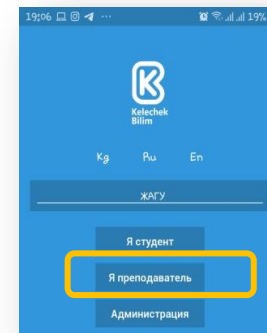 19:06 19%
Kelechek
Bilim
Kg Ru En
ЖАГУ
Я студент
Я преподаватель
Администрация